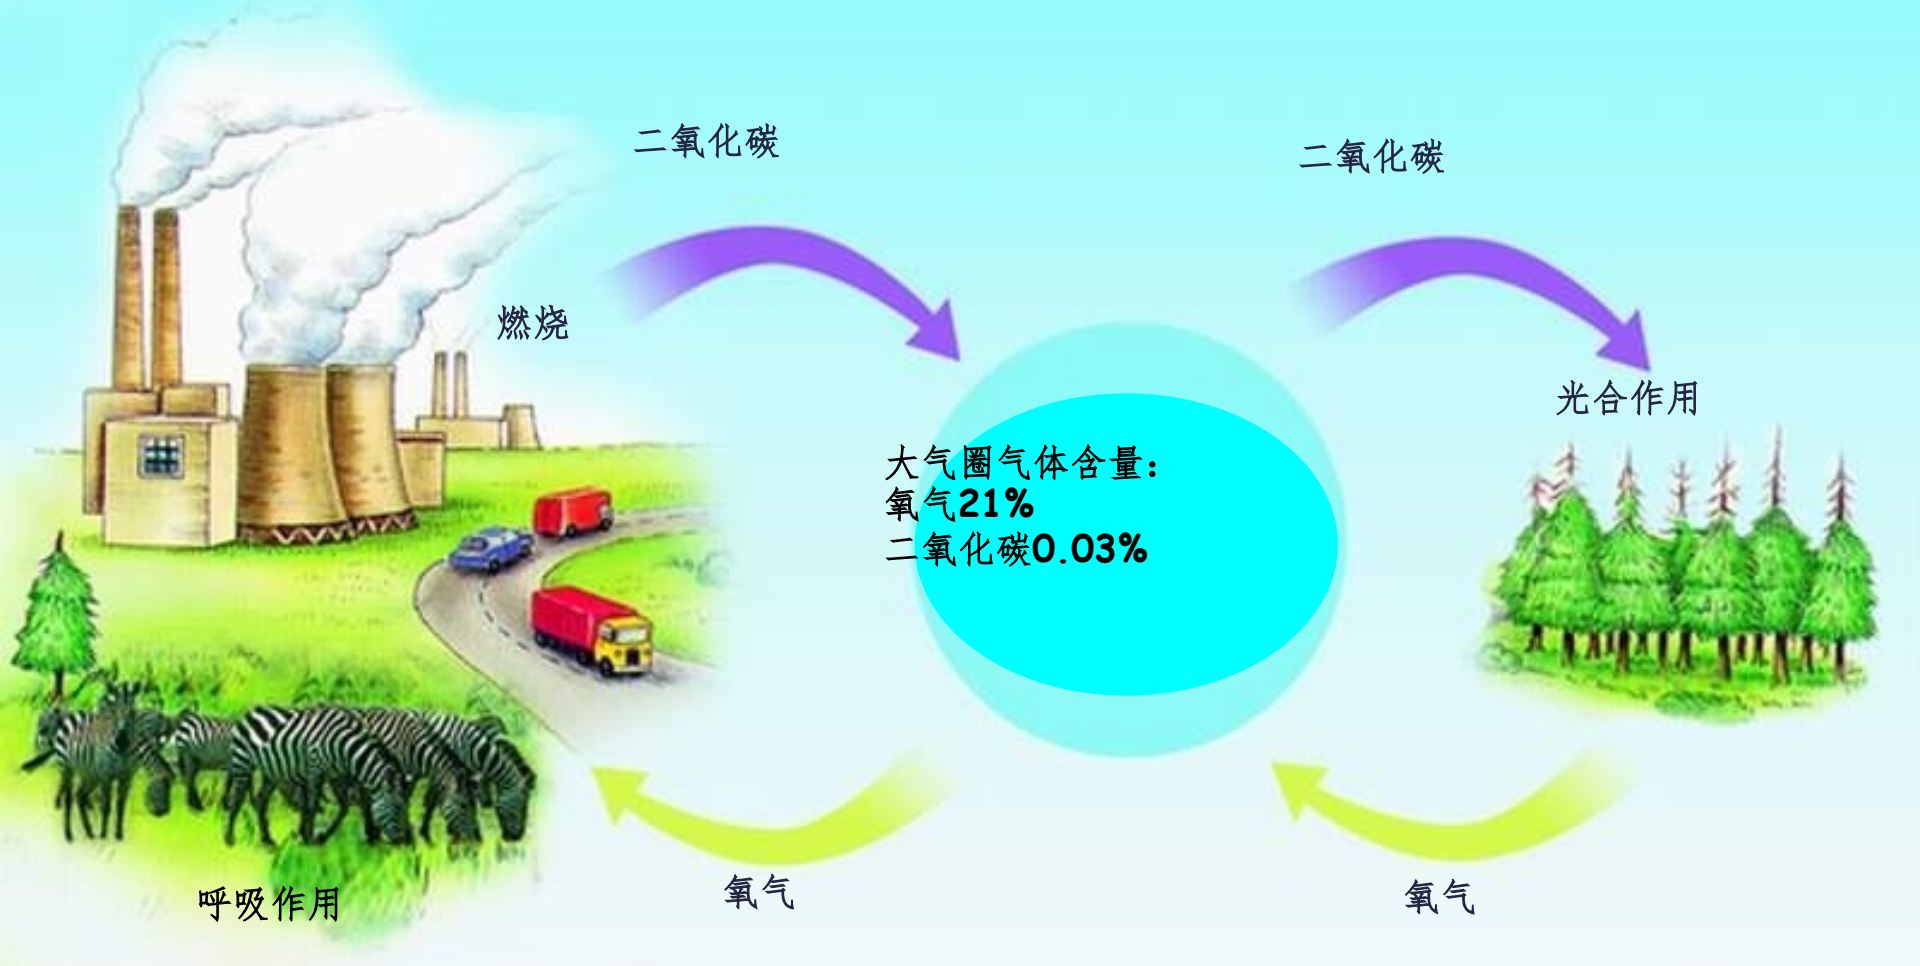 二氧化碳
二氧化碳
燃烧
光合作用
大气圈气体含量：
氧气21%
二氧化碳0.03%
呼吸作用
氧气
氧气